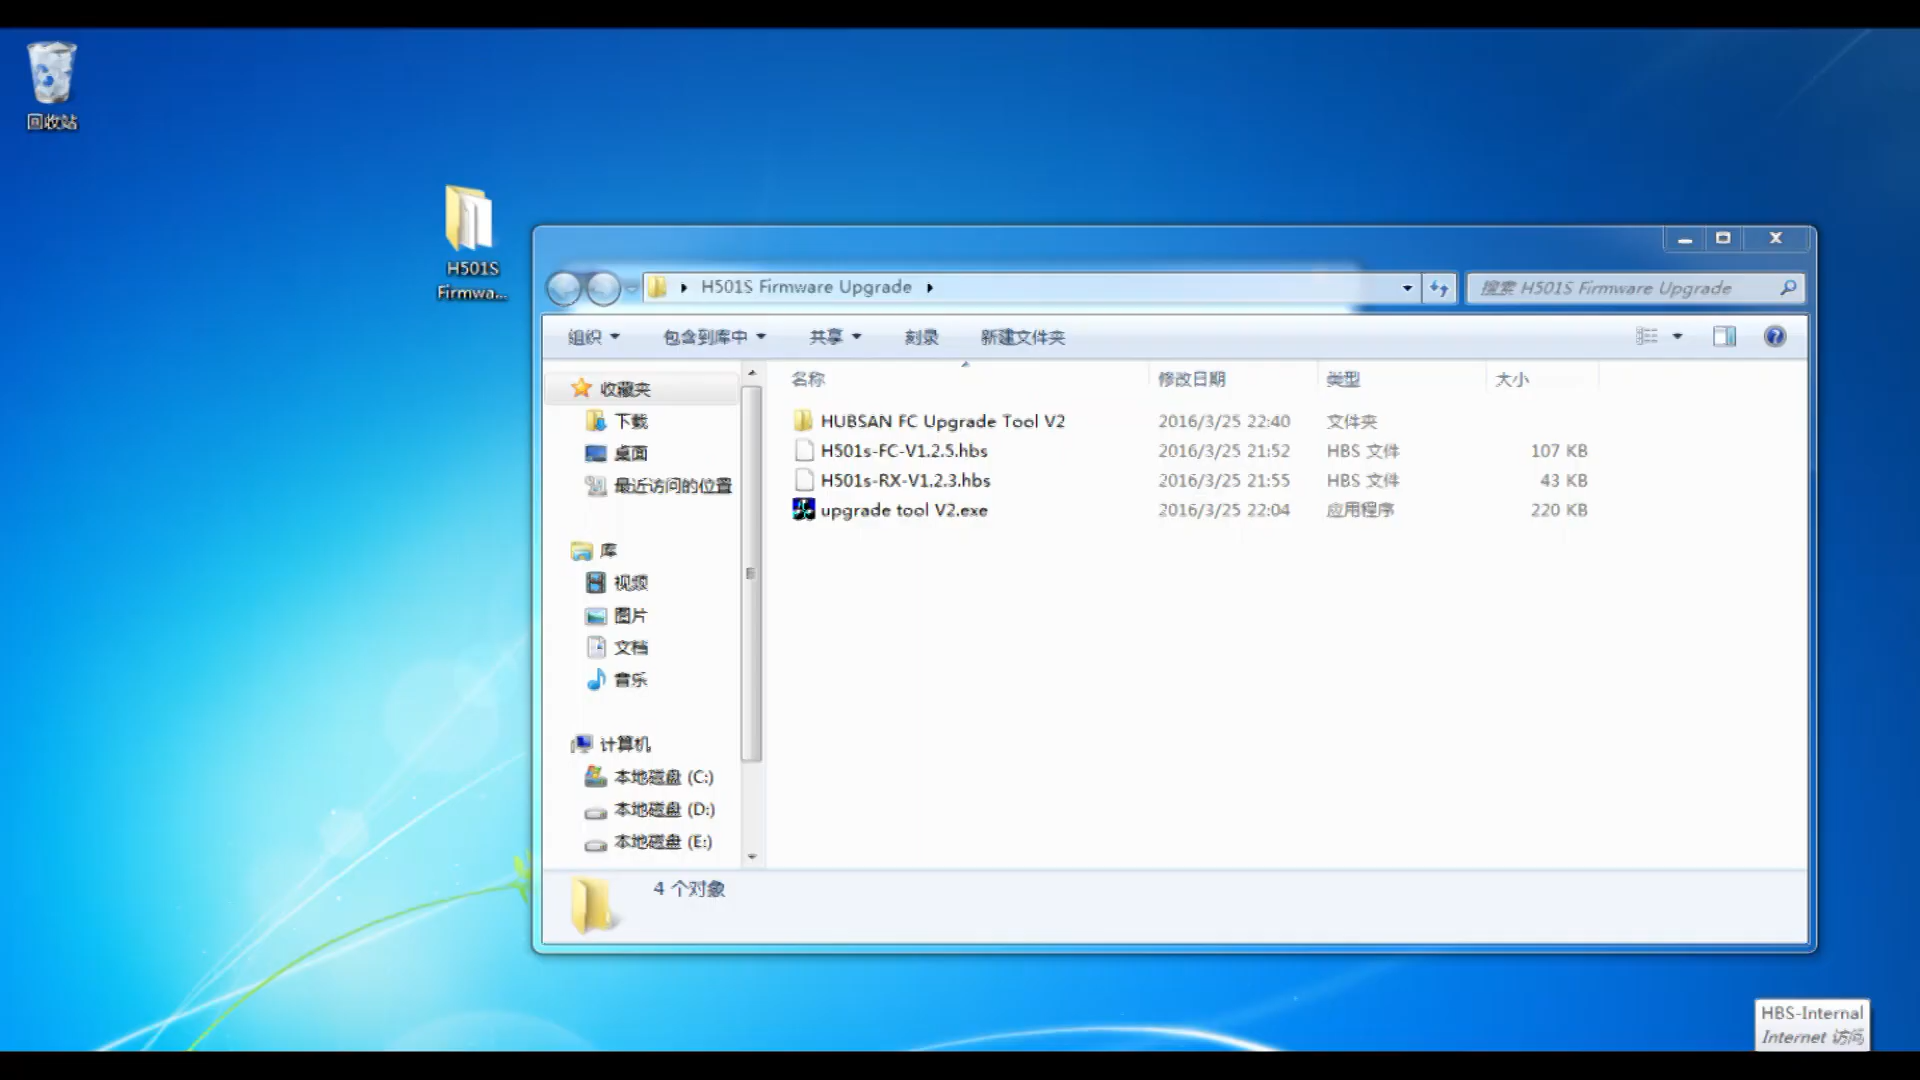 回收站
H501S
Firmwa...
H501S Firmware Upgrade
搜索 H501S Firmware Upgrade
组织 包含到库中 共享 刻录 新建文件夹
名称 修改日期 类型 大小
收藏夹
下载
桌面
最近访问的位置
库
视频
图片
文档
音乐
计算机
本地磁盘 (C:)
本地磁盘 (D:)
本地磁盘 (E:)
HUBSAN FC Upgrade Tool V2 2016/3/25 22:40 文件夹
H501s-FC-V1.2.5.hbs 2016/3/25 21:52 HBS 文件 107 KB
H501s-RX-V1.2.3.hbs 2016/3/25 21:55 HBS 文件 43 KB
upgrade tool V2.exe 2016/3/25 22:04 应用程序 220 KB
4 个对象
HBS-Internal
Internet 访问